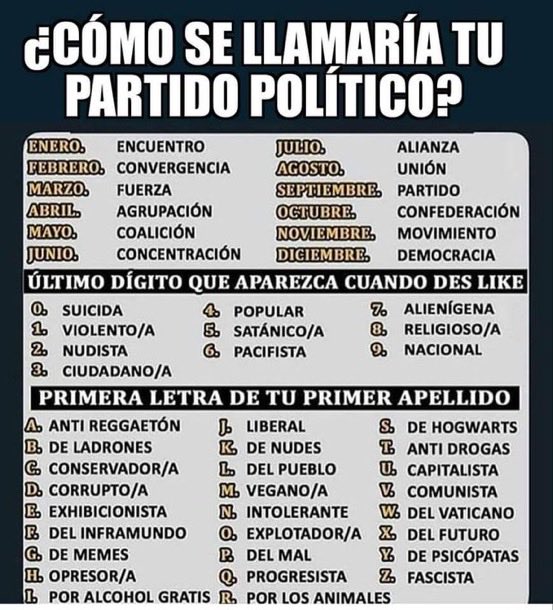 ¿CÓMO SE LLAMARÍA TU
PARTIDO POLÍTICO?
ENERO. ENCUENTRO JULIO. ALIANZA
FEBRERO. CONVERGENCIA AGOSTO. UNIÓN
MARZO. FUERZA SEPTIEMBRE. PARTIDO
ABRIL. AGRUPACIÓN OCTUBRE. CONFEDERACIÓN
MAYO. COALICIÓN NOVIEMBRE. MOVIMIENTO
JUNIO. CONCENTRACIÓN DICIEMBRE. DEMOCRACIA
ÚLTIMO DÍGITO QUE APAREZCA CUANDO DES LIKE
0. SUICIDA 4. POPULAR 7. ALIENÍGENA
1. VIOLENTO/A 5. SATÁNICO/A 8. RELIGIOSO/A
2. NUDISTA 6. PACIFISTA 9. NACIONAL
3. CIUDADANO/A
PRIMERA LETRA DE TU PRIMER APELLIDO
A. ANTI REGGAETÓN J. LIBERAL S. DE HOGWARTS
B. DE LADRONES K. DE NUDES T. ANTI DROGAS
C. CONSERVADOR/A L. DEL PUEBLO U. CAPITALISTA
D. CORRUPTO/A M. VEGANO/A V. COMUNISTA
E. EXHIBICIONISTA N. INTOLERANTE W. DEL VATICANO
F. DEL INFRAMUNDO O. EXPLOTADOR/A X. DEL FUTURO
G. DE MEMES P. DEL MAL Y. DE PSICÓPATAS
H. OPRESOR/A Q. PROGRESISTA Z. FASCISTA
I. POR ALCOHOL GRATIS R. POR LOS ANIMALES